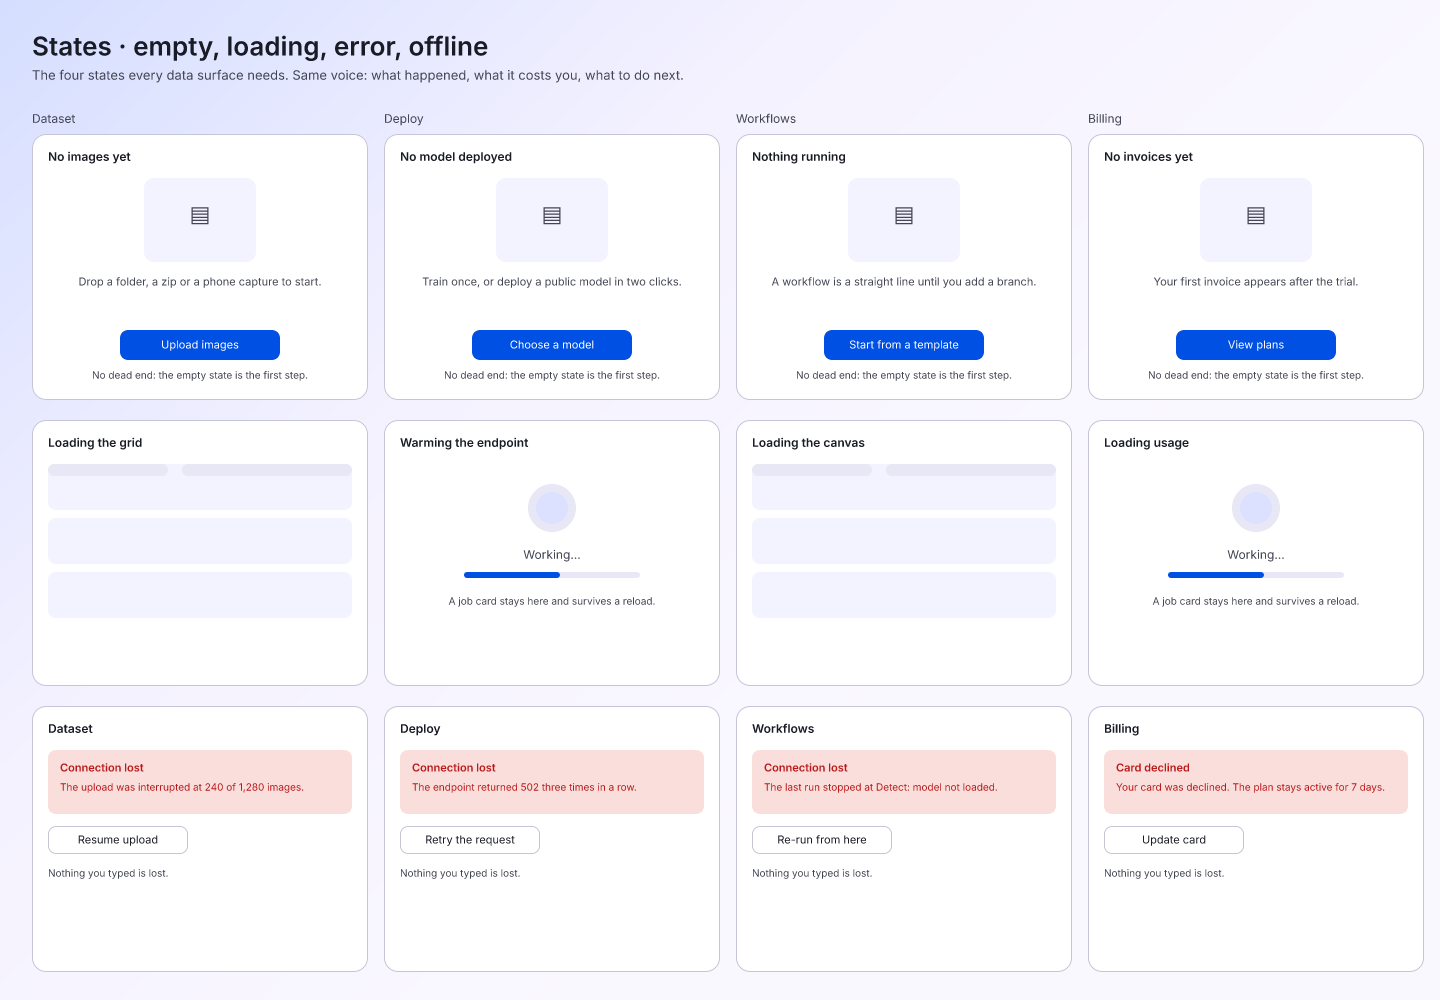 States · empty, loading, error, offline
The four states every data surface needs. Same voice: what happened, what it costs you, what to do next.
Dataset
Deploy
Workflows
Billing
No images yet
Drop a folder, a zip or a phone capture to start.
Upload images
No dead end: the empty state is the first step.
No model deployed
Train once, or deploy a public model in two clicks.
Choose a model
No dead end: the empty state is the first step.
Nothing running
A workflow is a straight line until you add a branch.
Start from a template
No dead end: the empty state is the first step.
No invoices yet
Your first invoice appears after the trial.
View plans
No dead end: the empty state is the first step.
Loading the grid
Warming the endpoint
Working...
A job card stays here and survives a reload.
Loading the canvas
Loading usage
Working...
A job card stays here and survives a reload.
Dataset
Connection lost
The upload was interrupted at 240 of 1,280 images.
Resume upload
Nothing you typed is lost.
Deploy
Connection lost
The endpoint returned 502 three times in a row.
Retry the request
Nothing you typed is lost.
Workflows
Connection lost
The last run stopped at Detect: model not loaded.
Re-run from here
Nothing you typed is lost.
Billing
Card declined
Your card was declined. The plan stays active for 7 days.
Update card
Nothing you typed is lost.